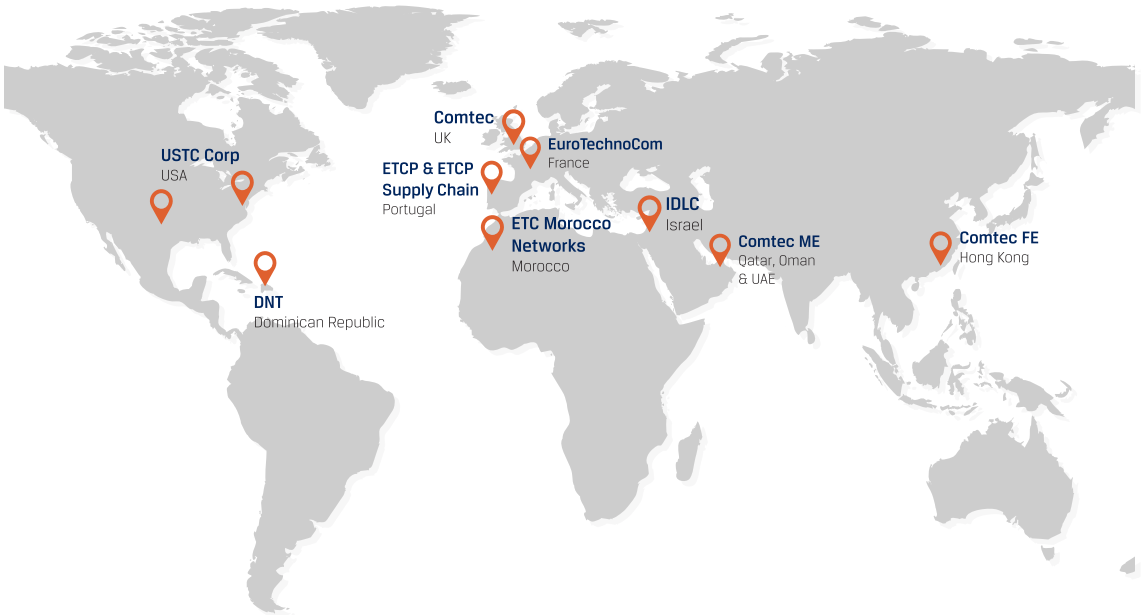 Comtec
UK
EuroTechnoCom
France
USTC Corp
USA
ETCP & ETCP
Supply Chain
Portugal
IDLC
Israel
ETC Morocco
Networks
Morocco
Comtec ME
Qatar, Oman
& UAE
Comtec FE
Hong Kong
DNT
Dominican Republic